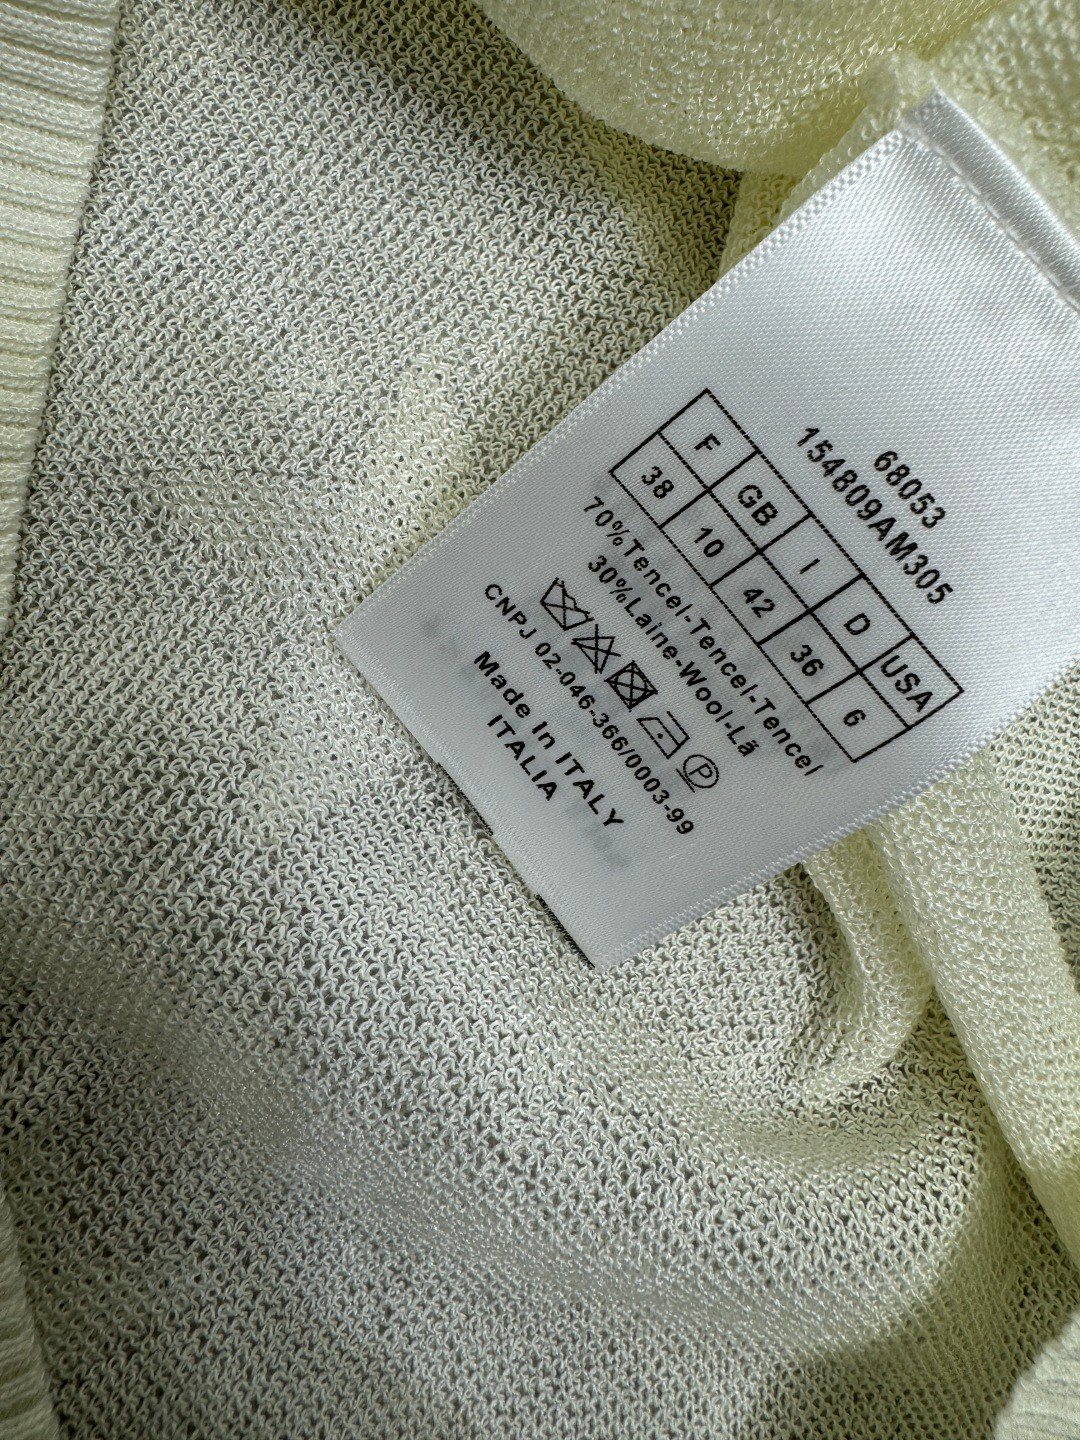 68053
154809AM305
F GB I D USA
38 10 42 36 6
70%Tencel-Tencel-Tencel-Tencel
30%Laine-Wool-Lã
P
CNPJ 02-046-366/0003-99
Made In ITALY
ITALIA